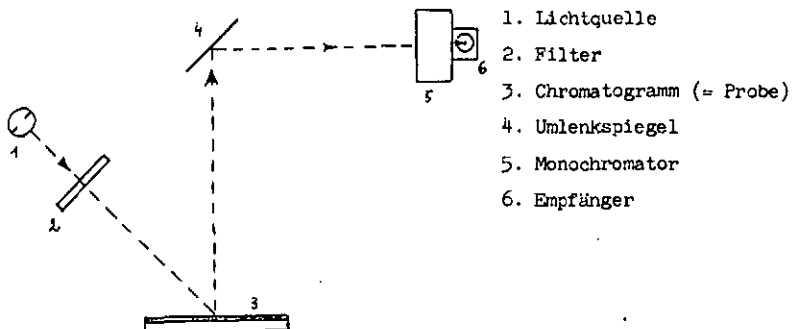 4
1. Lichtquelle
2. Filter
3. Chromatogramm (= Probe)
4. Umlenkspiegel
5. Monochromator
6. Empfänger
6
5
1
2
3